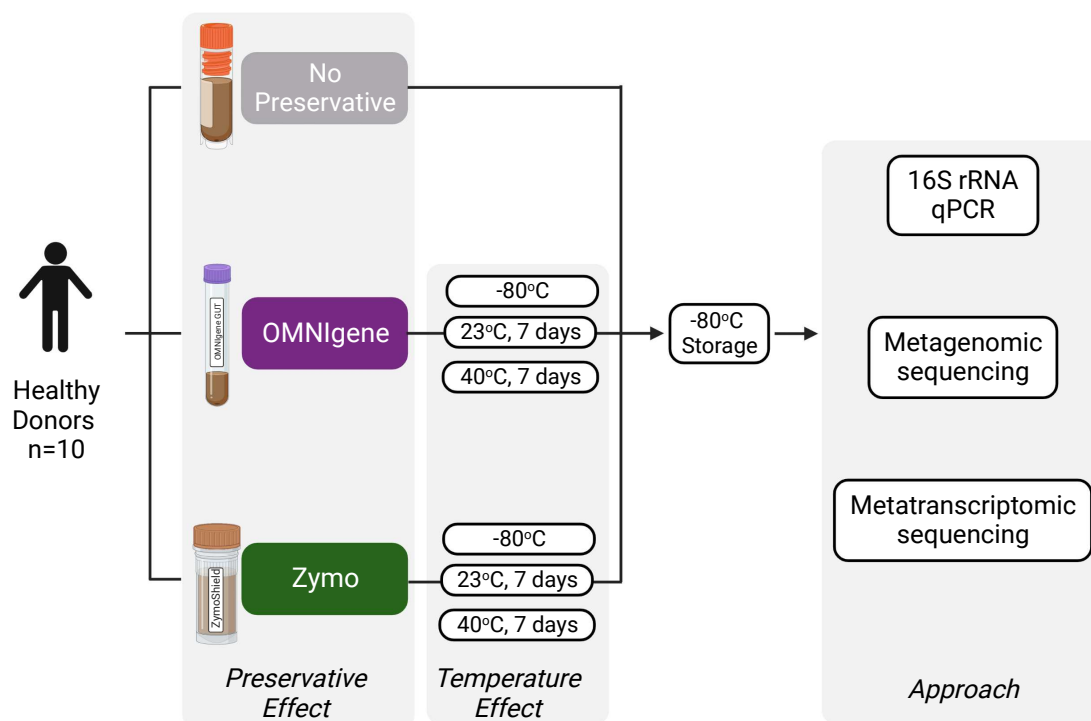 No
Preservative
16S rRNA
qPCR
OMNIgene GUT
OMNIgene
-80°C
23°C, 7 days
40°C, 7 days
-80°C
Storage
Metagenomic
sequencing
Healthy
Donors
n=10
Metatranscriptomic
sequencing
ZymoShield
Zymo
-80°C
23°C, 7 days
40°C, 7 days
Preservative
Effect
Temperature
Effect
Approach